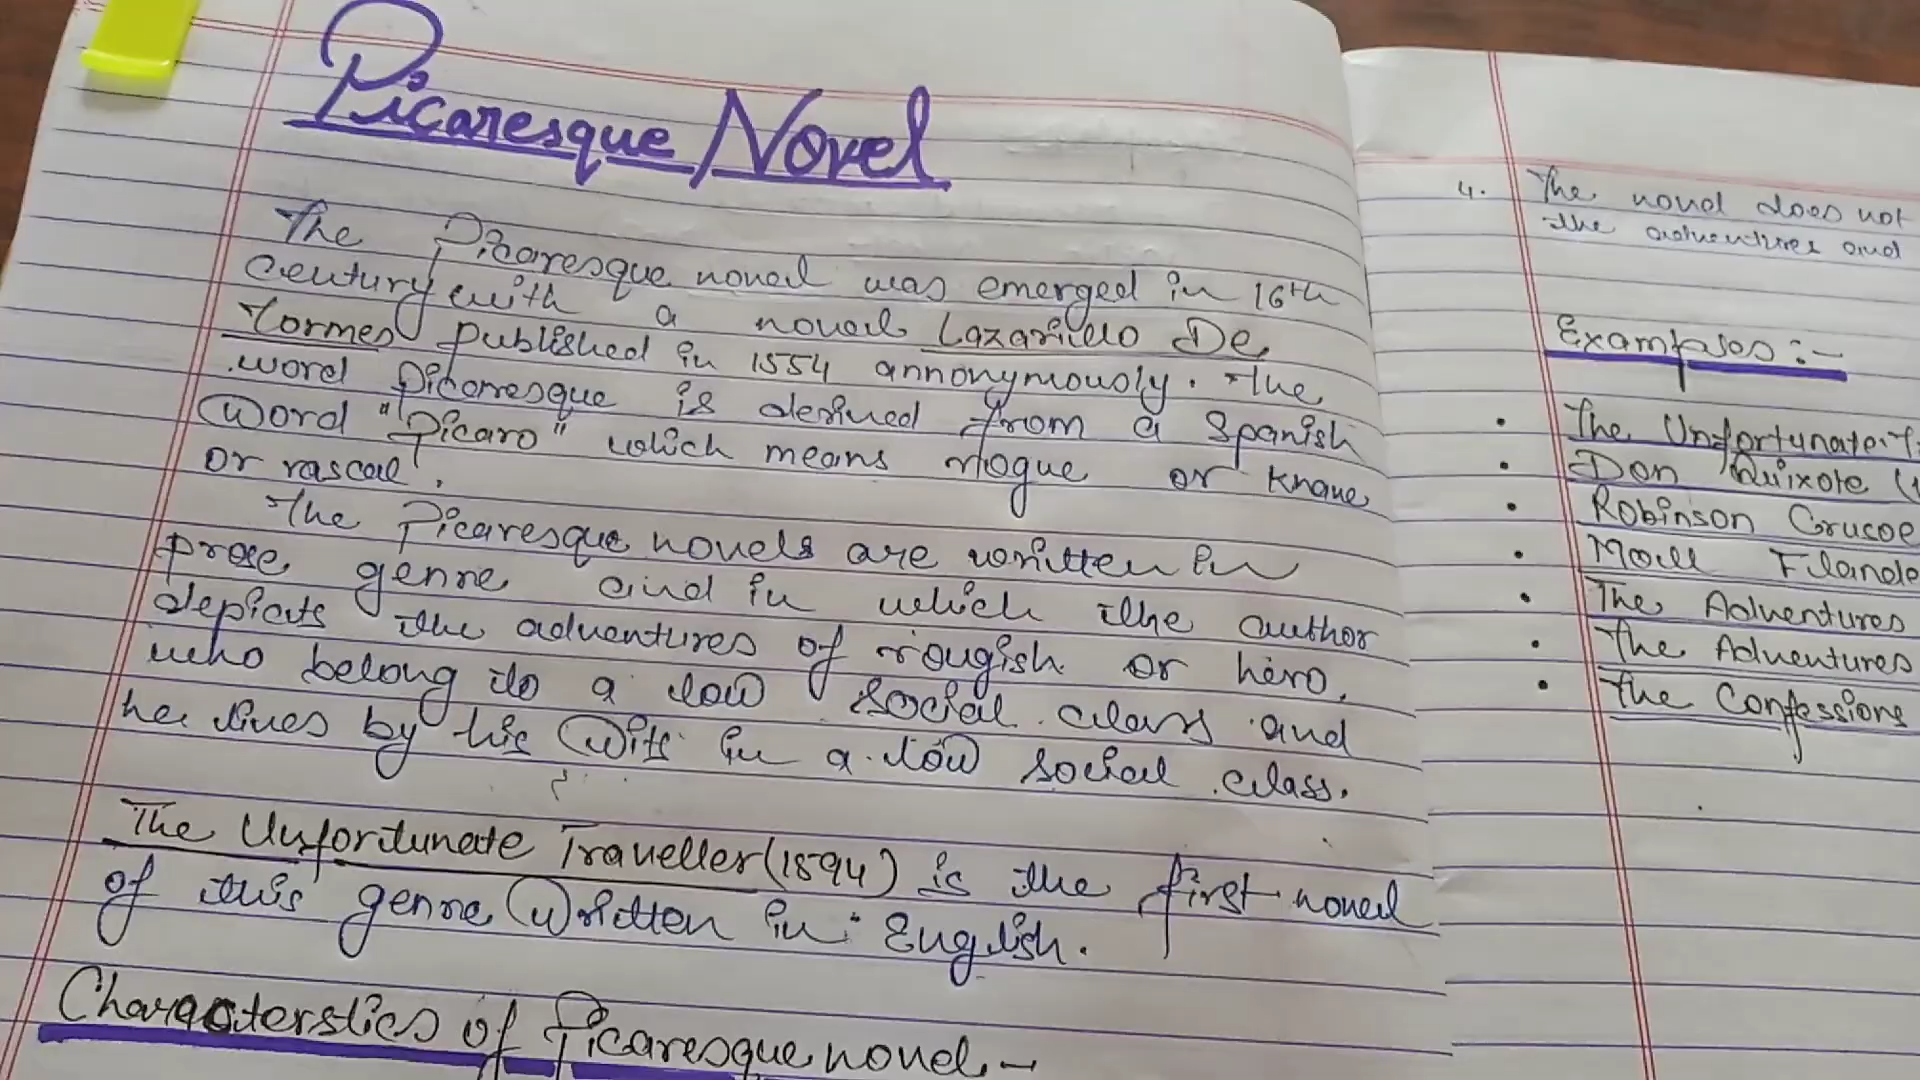 Picaresque Novel
The Picaresque novel was emerged in 16th
century with a novel Lazarillo De
Tormes published in 1554 annonymously. The
word picaresque is derived from a Spanish
word "Picaro" which means rogue or knave
or rascal.
The Picaresque novels are written in
prose genre and in which the author
depicts the adventures of rougish or hero,
who belong to a low social class and
he lives by his wits in a low social class.
The Unfortunate Traveller (1594) is the first novel
of this genre written in English.
Characterstics of Picaresque novel -
4. The novel does not
the adventures and
Examples :-
• The Unfortunate T
• Don Quixote (1
• Robinson Crucoe
• Moll Flande
• The Adventures
• The Adventures
• The Confessions